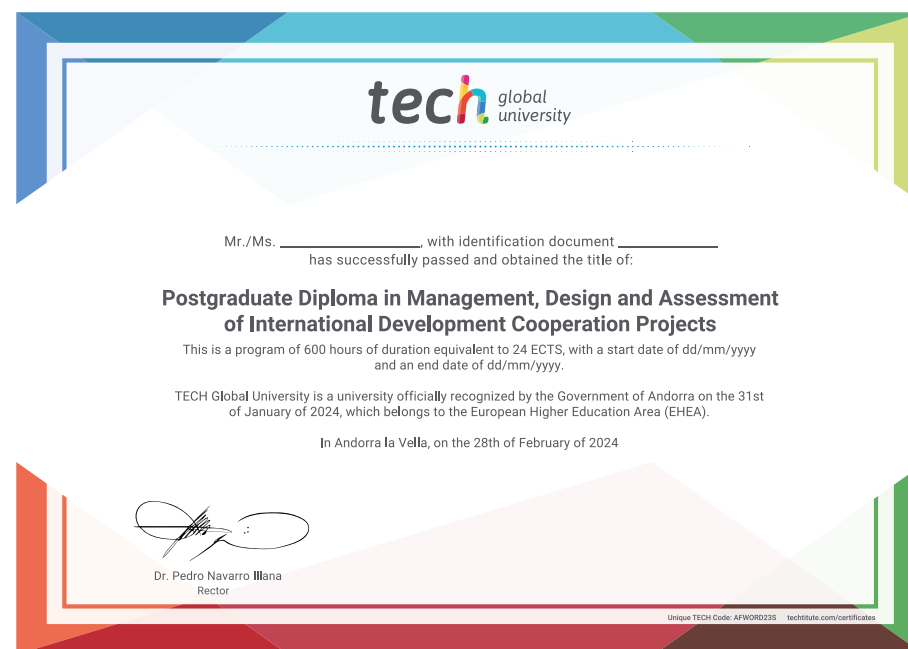 tech global university
Mr./Ms. ____________________, with identification document ______________
has successfully passed and obtained the title of:
Postgraduate Diploma in Management, Design and Assessment
of International Development Cooperation Projects
This is a program of 600 hours of duration equivalent to 24 ECTS, with a start date of dd/mm/yyyy
and an end date of dd/mm/yyyy.
TECH Global University is a university officially recognized by the Government of Andorra on the 31st
of January of 2024, which belongs to the European Higher Education Area (EHEA).
In Andorra la Vella, on the 28th of February of 2024
Dr. Pedro Navarro Illana
Rector
Unique TECH Code: AFWORD23S techtitute.com/certificates